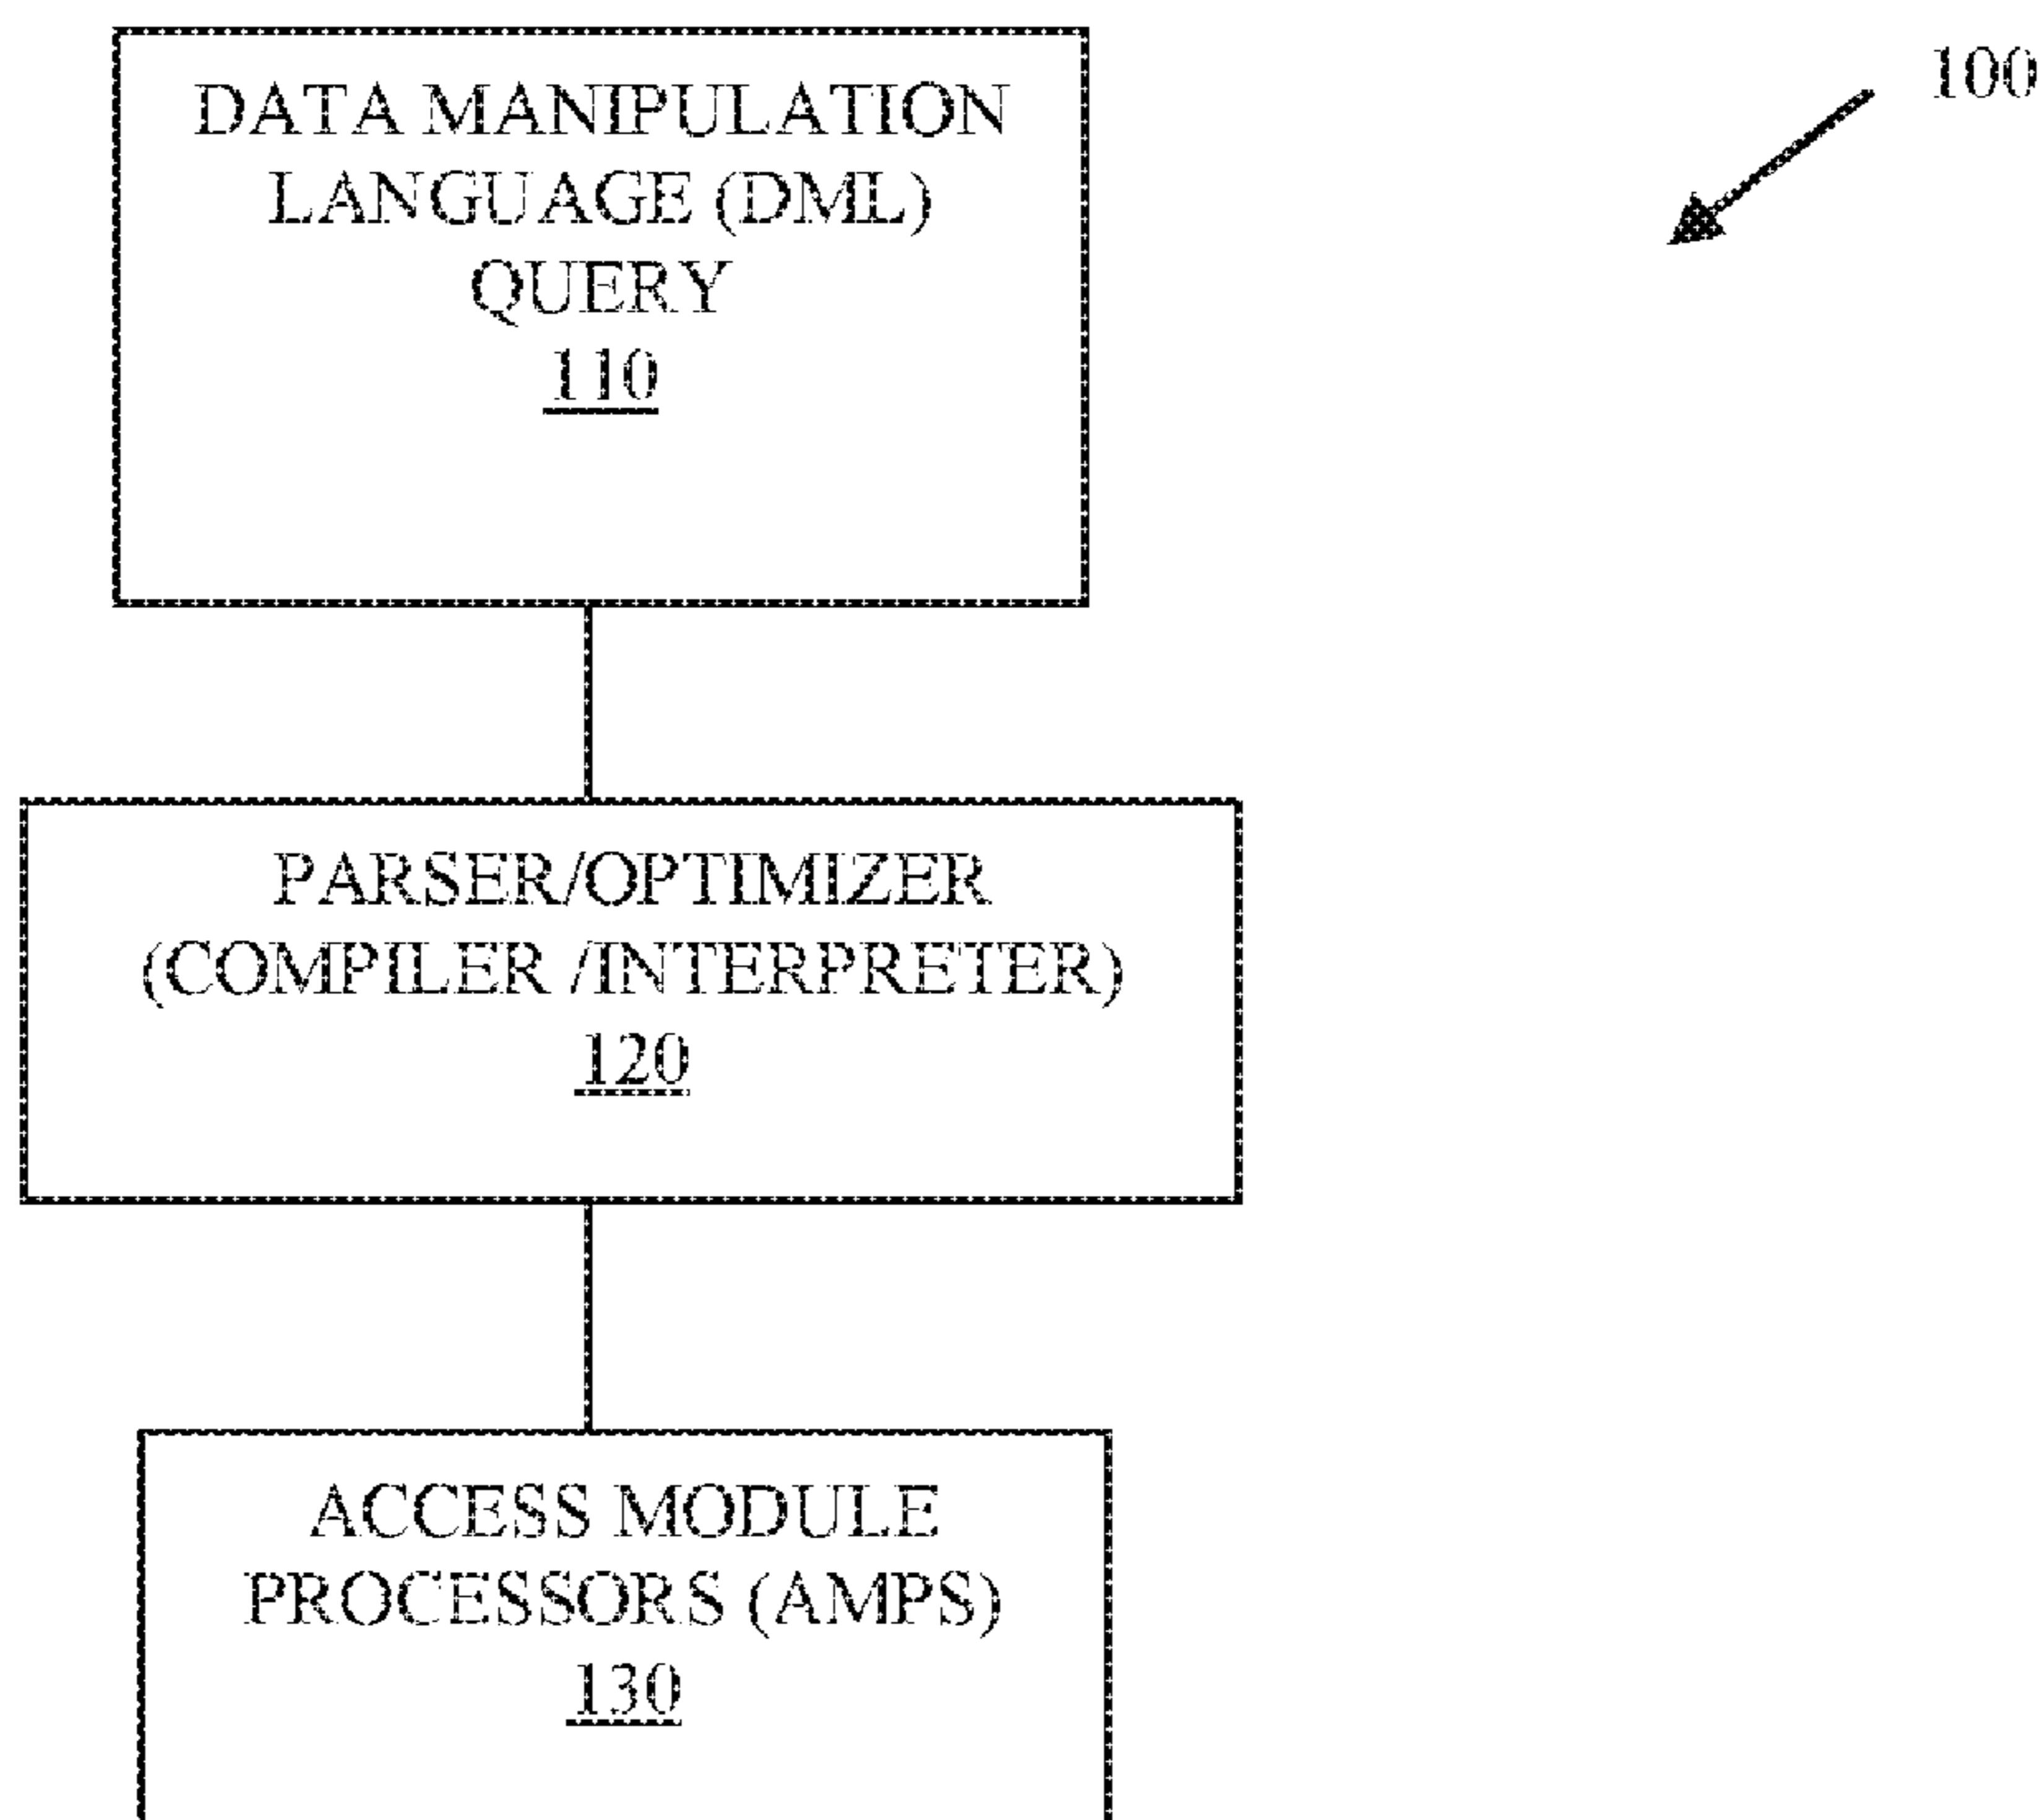 100
DATA MANIPULATION
LANGUAGE (DML)
QUERY
110
PARSER/OPTIMIZER
(COMPILER /INTERPRETER)
120
ACCESS MODULE
PROCESSORS (AMPS)
130